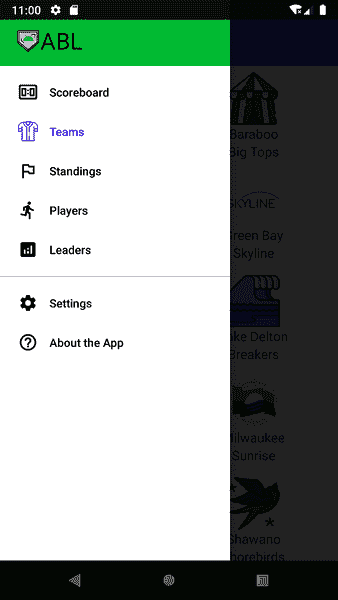 11:00
ABL
Scoreboard
Teams
Standings
Players
Leaders
Settings
About the App
Baraboo
Big Tops
SKYLINE
Green Bay
Skyline
Lake Delton
Breakers
Milwaukee
Sunrise
Shawano
Shorebirds